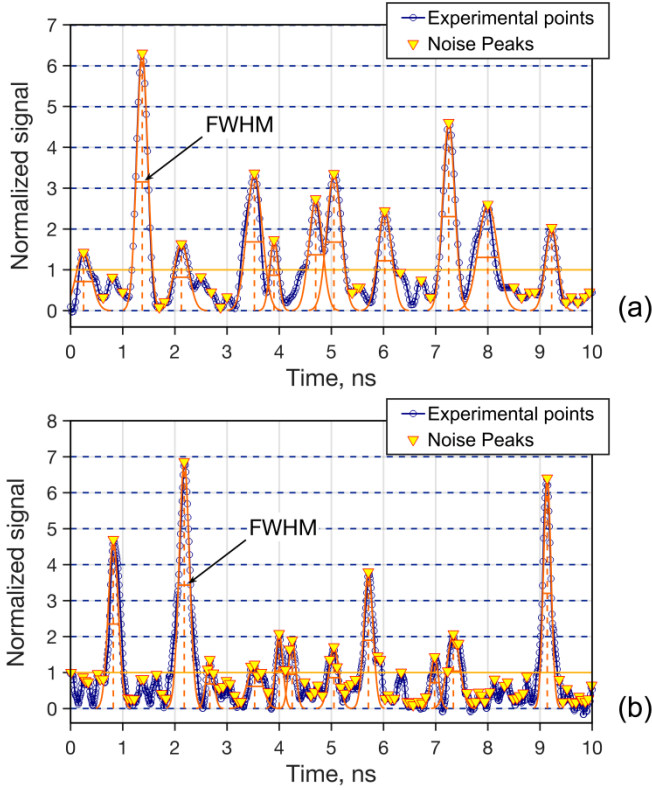 Experimental points
Noise Peaks
7
6
5
4
3
2
1
0
Normalized signal
FWHM
0 1 2 3 4 5 6 7 8 9 10
Time, ns
(a)
Experimental points
Noise Peaks
8
7
6
5
4
3
2
1
0
Normalized signal
FWHM
0 1 2 3 4 5 6 7 8 9 10
Time, ns
(b)